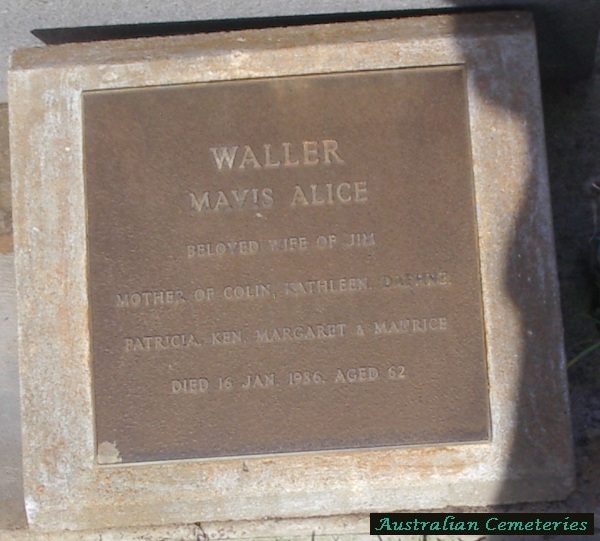 WALLER
MAVIS ALICE
BELOVED WIFE OF JIM
MOTHER OF COLIN, KATHLEEN, DAPHNE,
PATRICIA, KEN, MARGARET & MAURICE
DIED 16 JAN. 1986. AGED 62
Australian Cemeteries